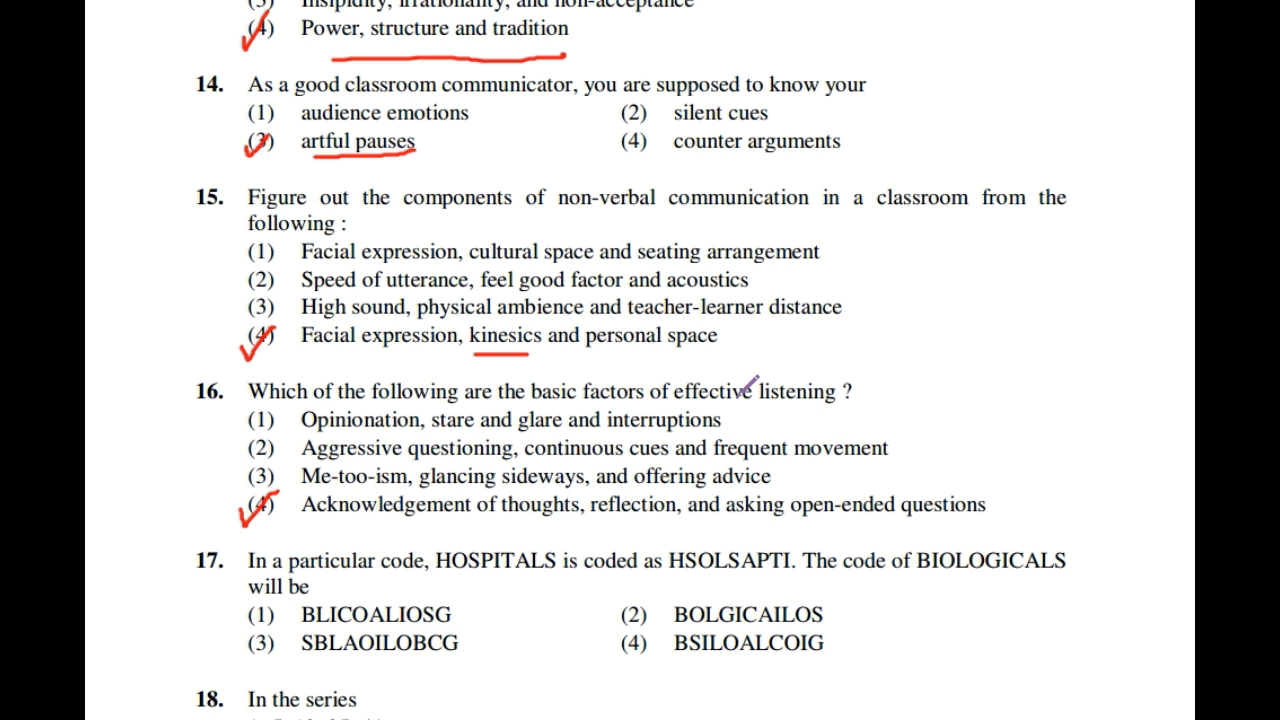 (3) Insipidity, irrationality, and non-acceptance
(4) Power, structure and tradition
14. As a good classroom communicator, you are supposed to know your
(1) audience emotions (2) silent cues
(3) artful pauses (4) counter arguments
15. Figure out the components of non-verbal communication in a classroom from the
following :
(1) Facial expression, cultural space and seating arrangement
(2) Speed of utterance, feel good factor and acoustics
(3) High sound, physical ambience and teacher-learner distance
(4) Facial expression, kinesics and personal space
16. Which of the following are the basic factors of effective listening ?
(1) Opinionation, stare and glare and interruptions
(2) Aggressive questioning, continuous cues and frequent movement
(3) Me-too-ism, glancing sideways, and offering advice
(4) Acknowledgement of thoughts, reflection, and asking open-ended questions
17. In a particular code, HOSPITALS is coded as HSOLSAPTI. The code of BIOLOGICALS
will be
(1) BLICOALIOSG (2) BOLGICAILOS
(3) SBLAOILOBCG (4) BSILOALCOIG
18. In the series